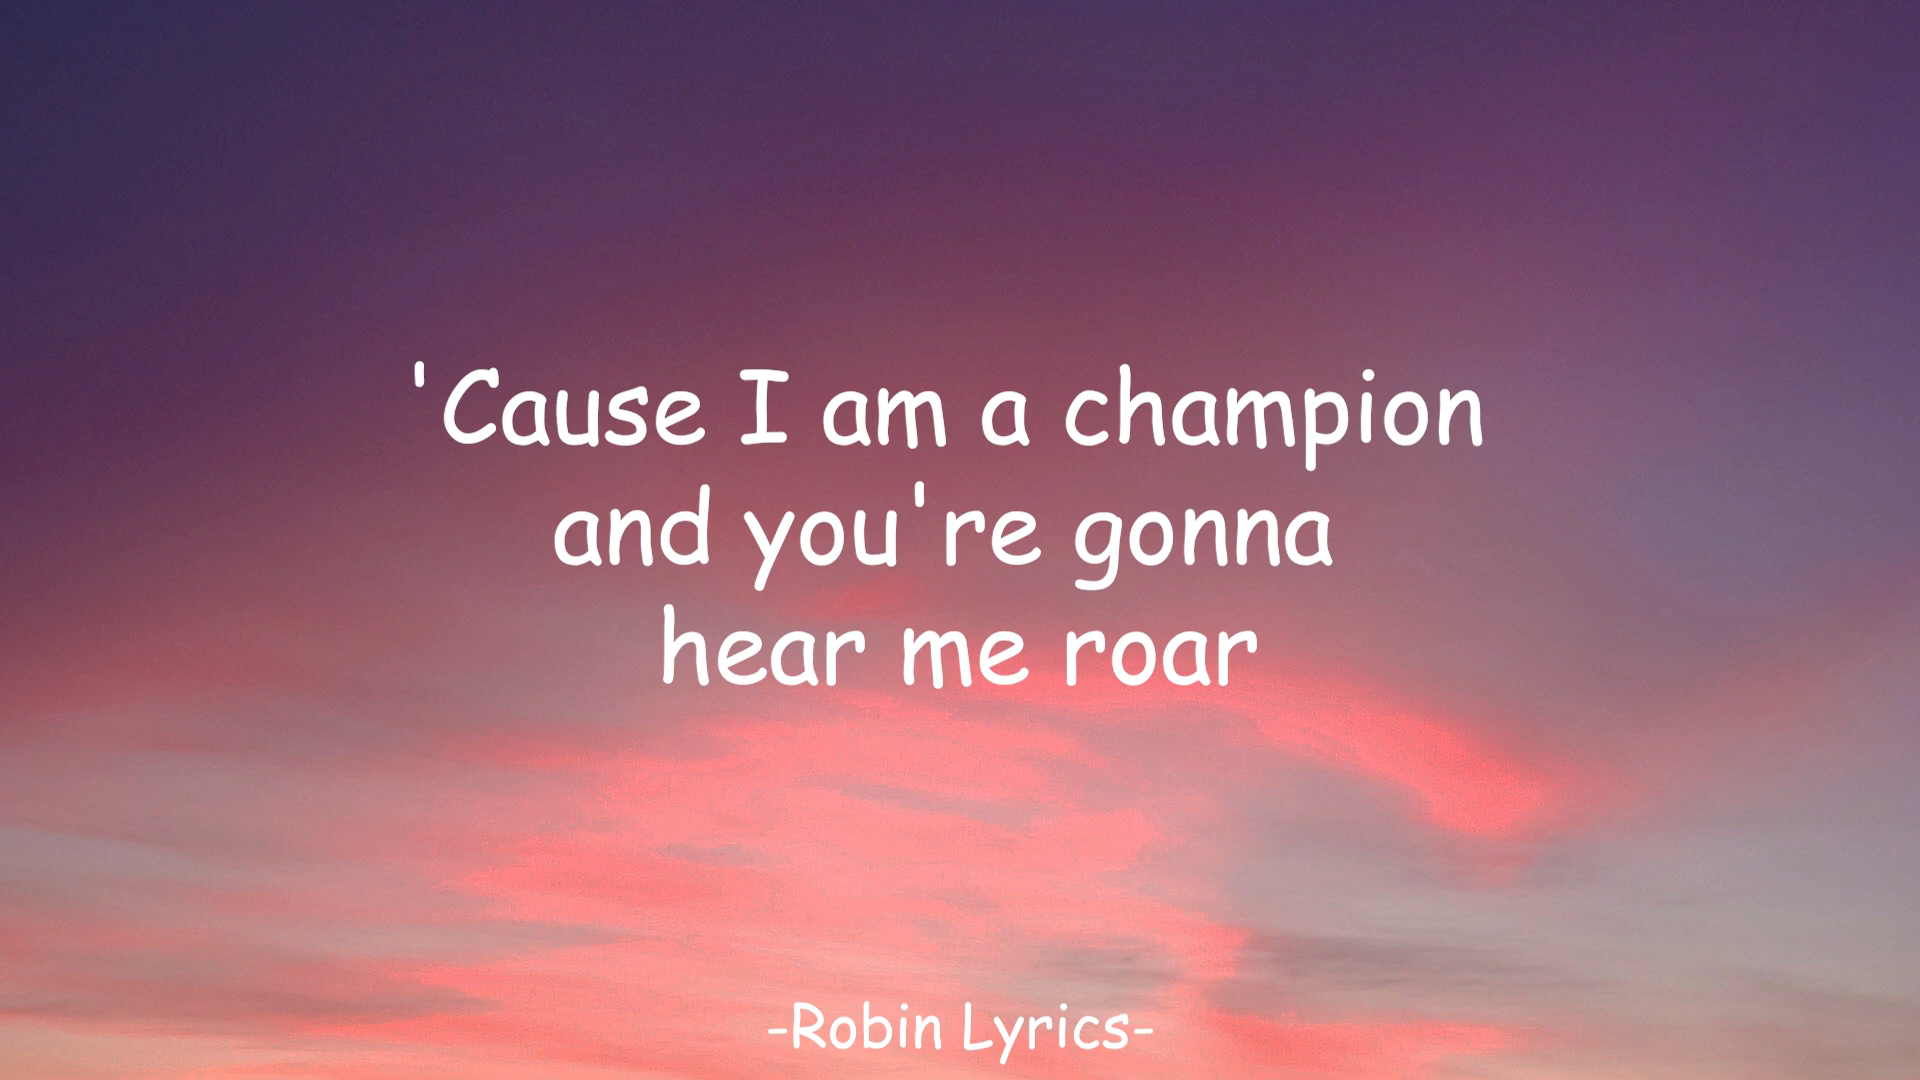 'Cause I am a champion
and you're gonna
hear me roar
-Robin Lyrics-